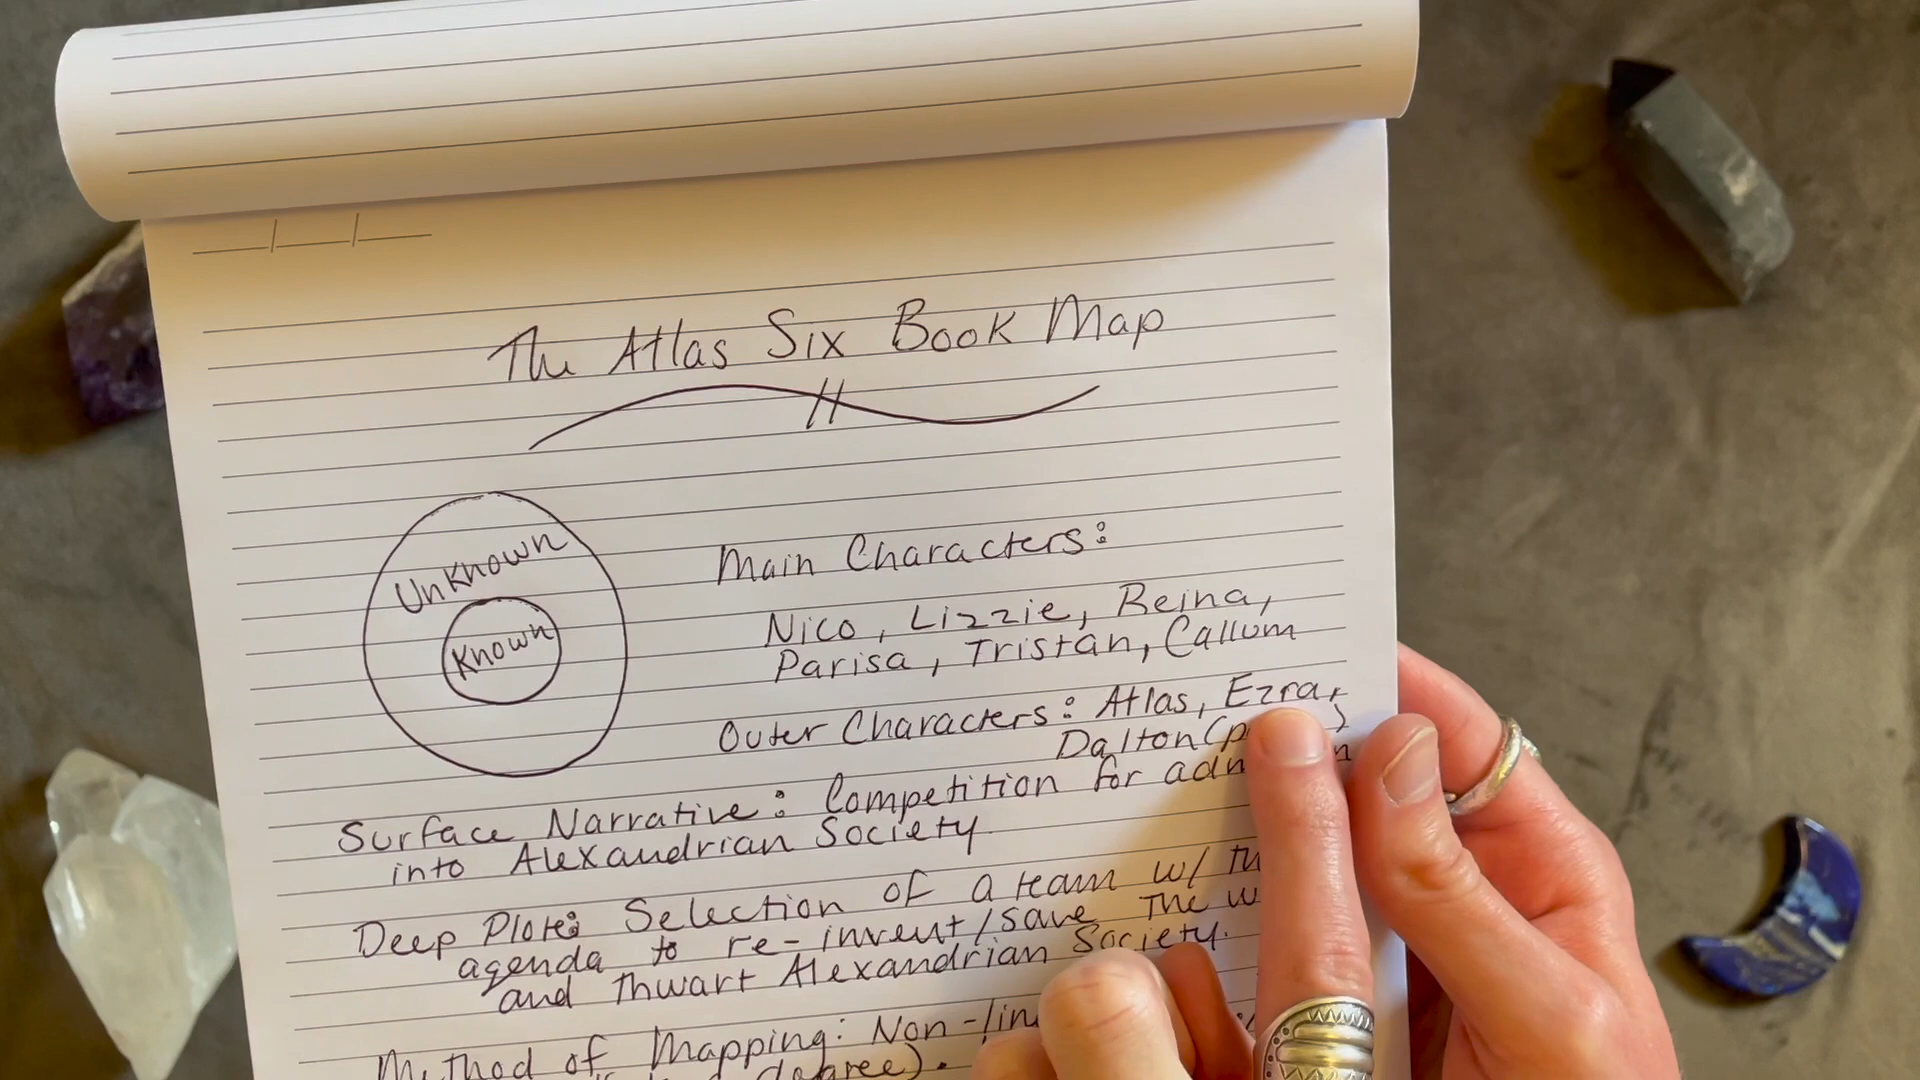 The Atlas Six Book Map
Unknown
Known
Main Characters:
Nico, Lizzie, Reina,
Parisa, Tristan, Callum
Outer Characters: Atlas, Ezra,
Dalton
Surface Narrative: Competition for
into Alexandrian Society.
Deep Plot: Selection of a team w/
agenda to re-invent/save The
and thwart Alexandrian Society.
Method of Mapping:
degree).